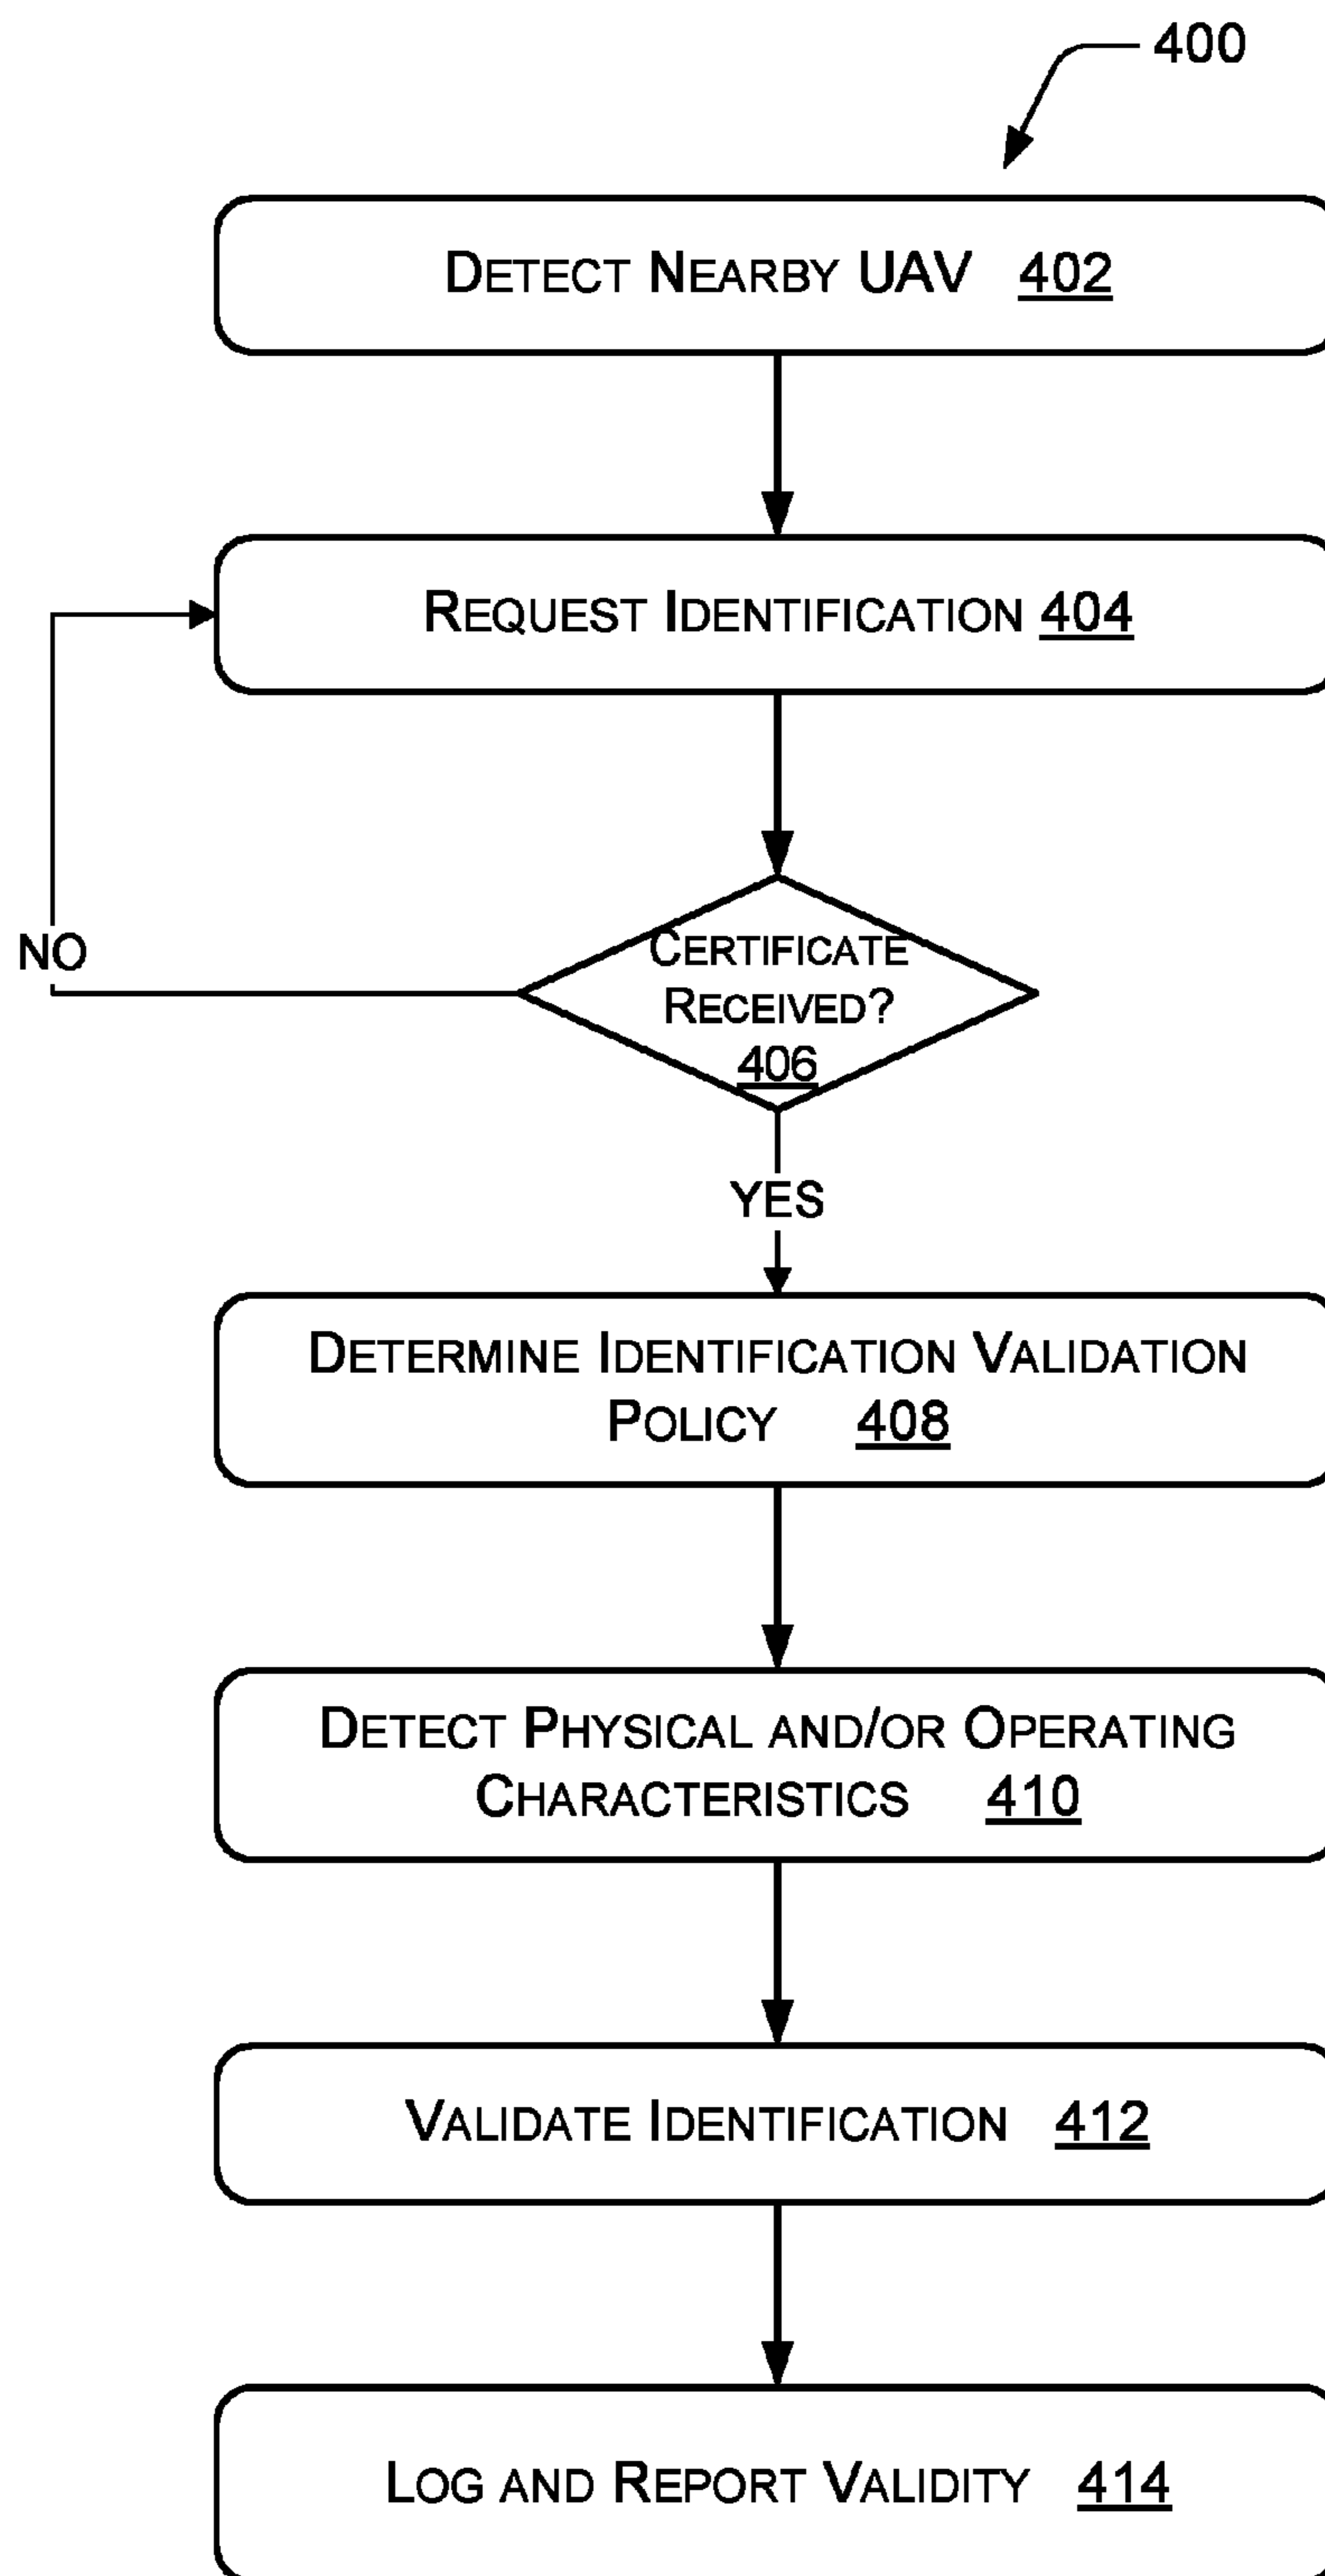 400
DETECT NEARBY UAV 402
REQUEST IDENTIFICATION 404
CERTIFICATE
RECEIVED?
406
NO
YES
DETERMINE IDENTIFICATION VALIDATION
POLICY 408
DETECT PHYSICAL AND/OR OPERATING
CHARACTERISTICS 410
VALIDATE IDENTIFICATION 412
LOG AND REPORT VALIDITY 414